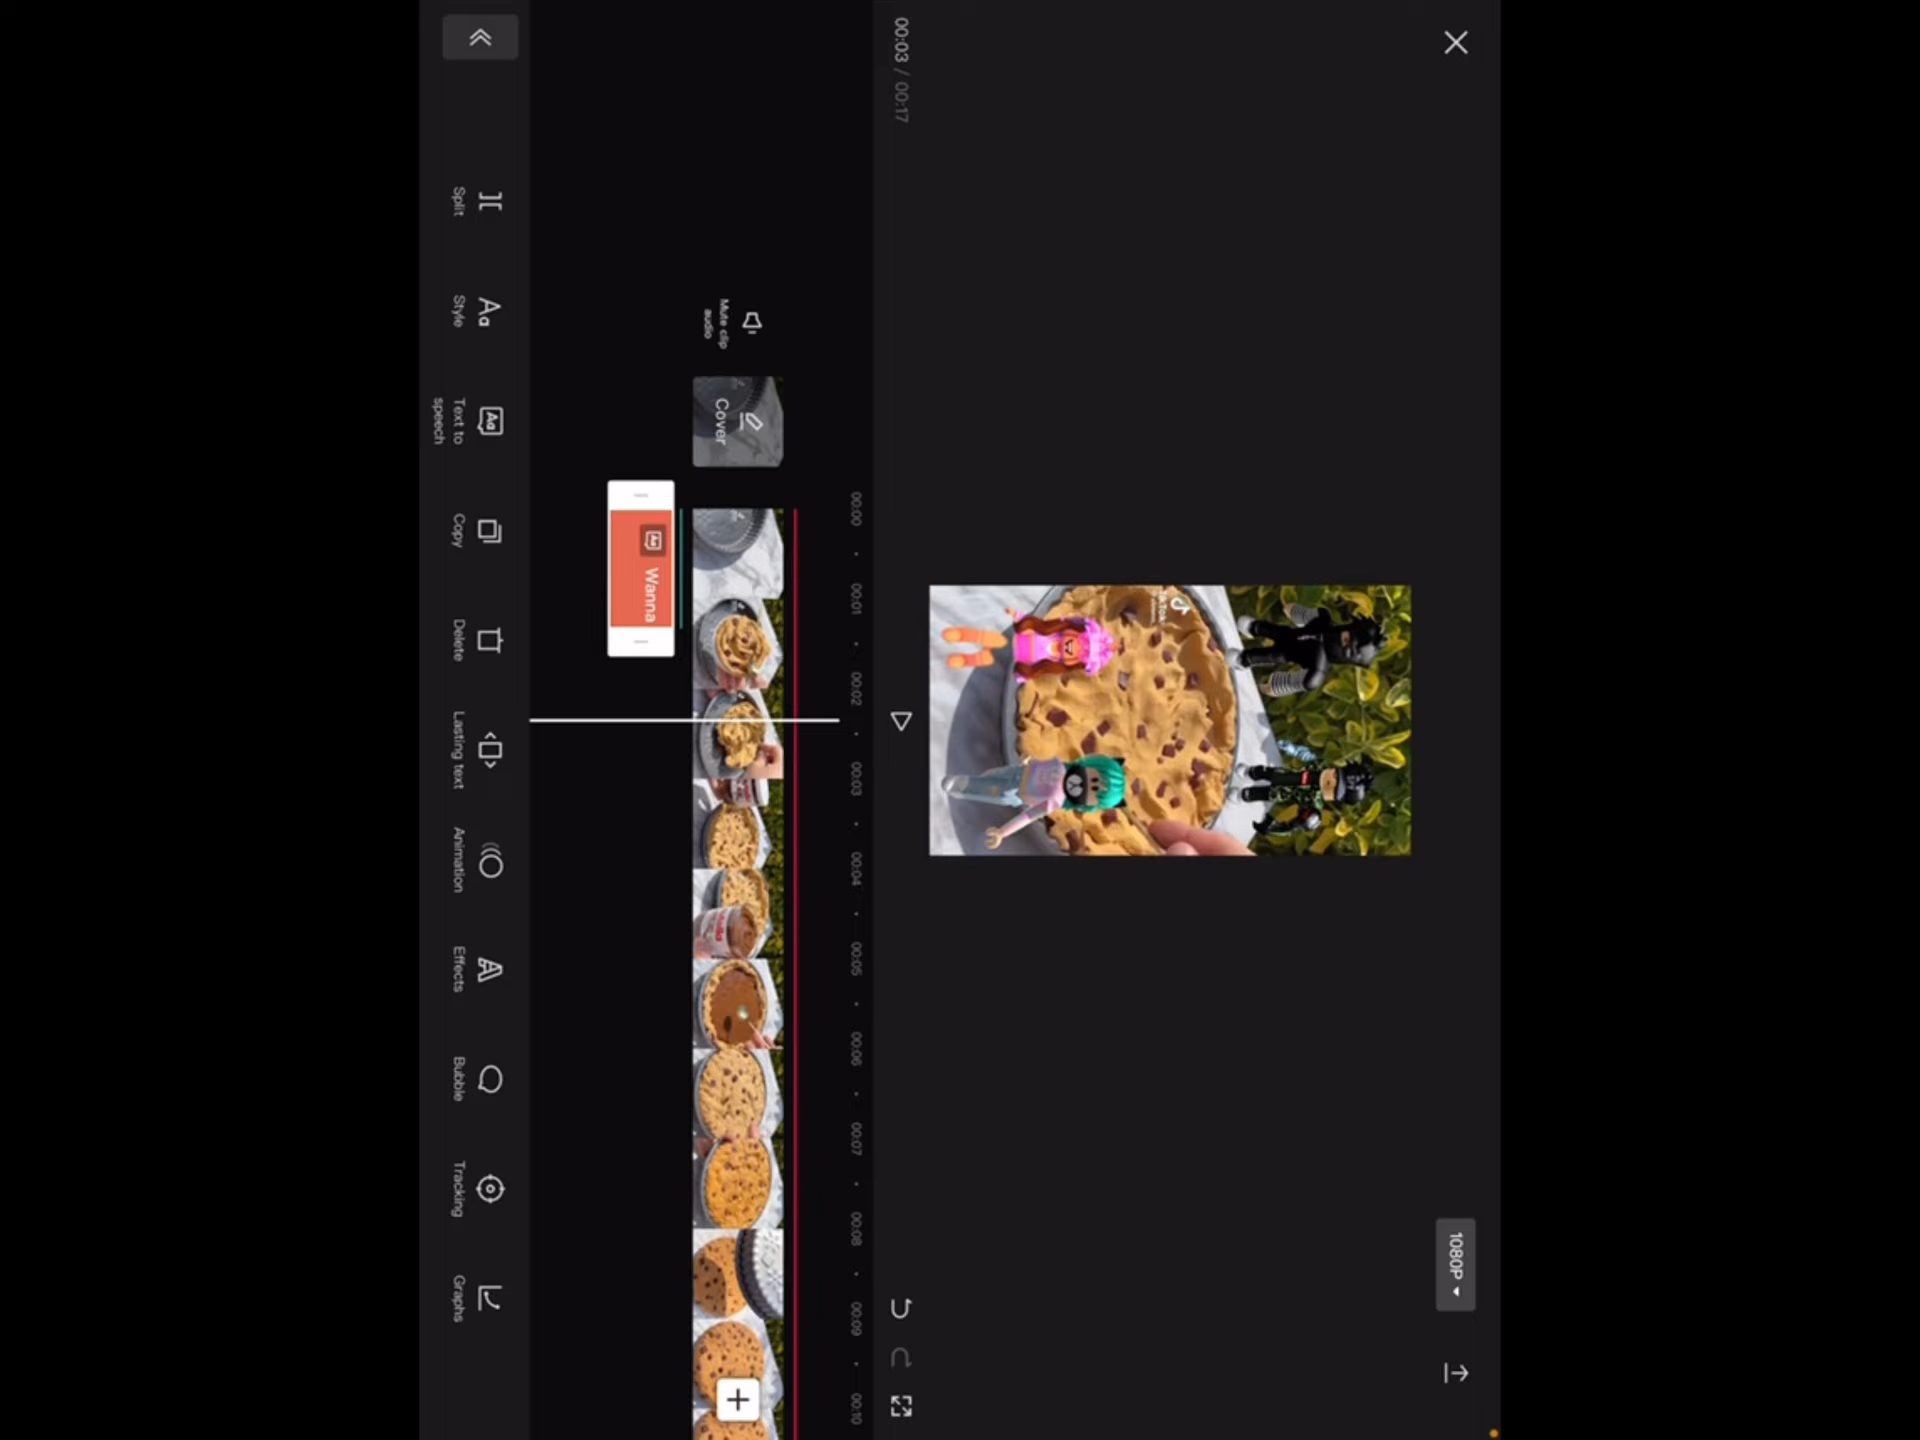 1080P
TikTok
00:03 / 00:17
00:00
00:01
00:02
00:03
00:04
00:05
00:06
00:07
00:08
00:09
00:10
Mute clip
audio
Cover
Wanna
Split
Style
Text to
speech
Copy
Delete
Lasting text
Animation
Effects
Bubble
Tracking
Graphs